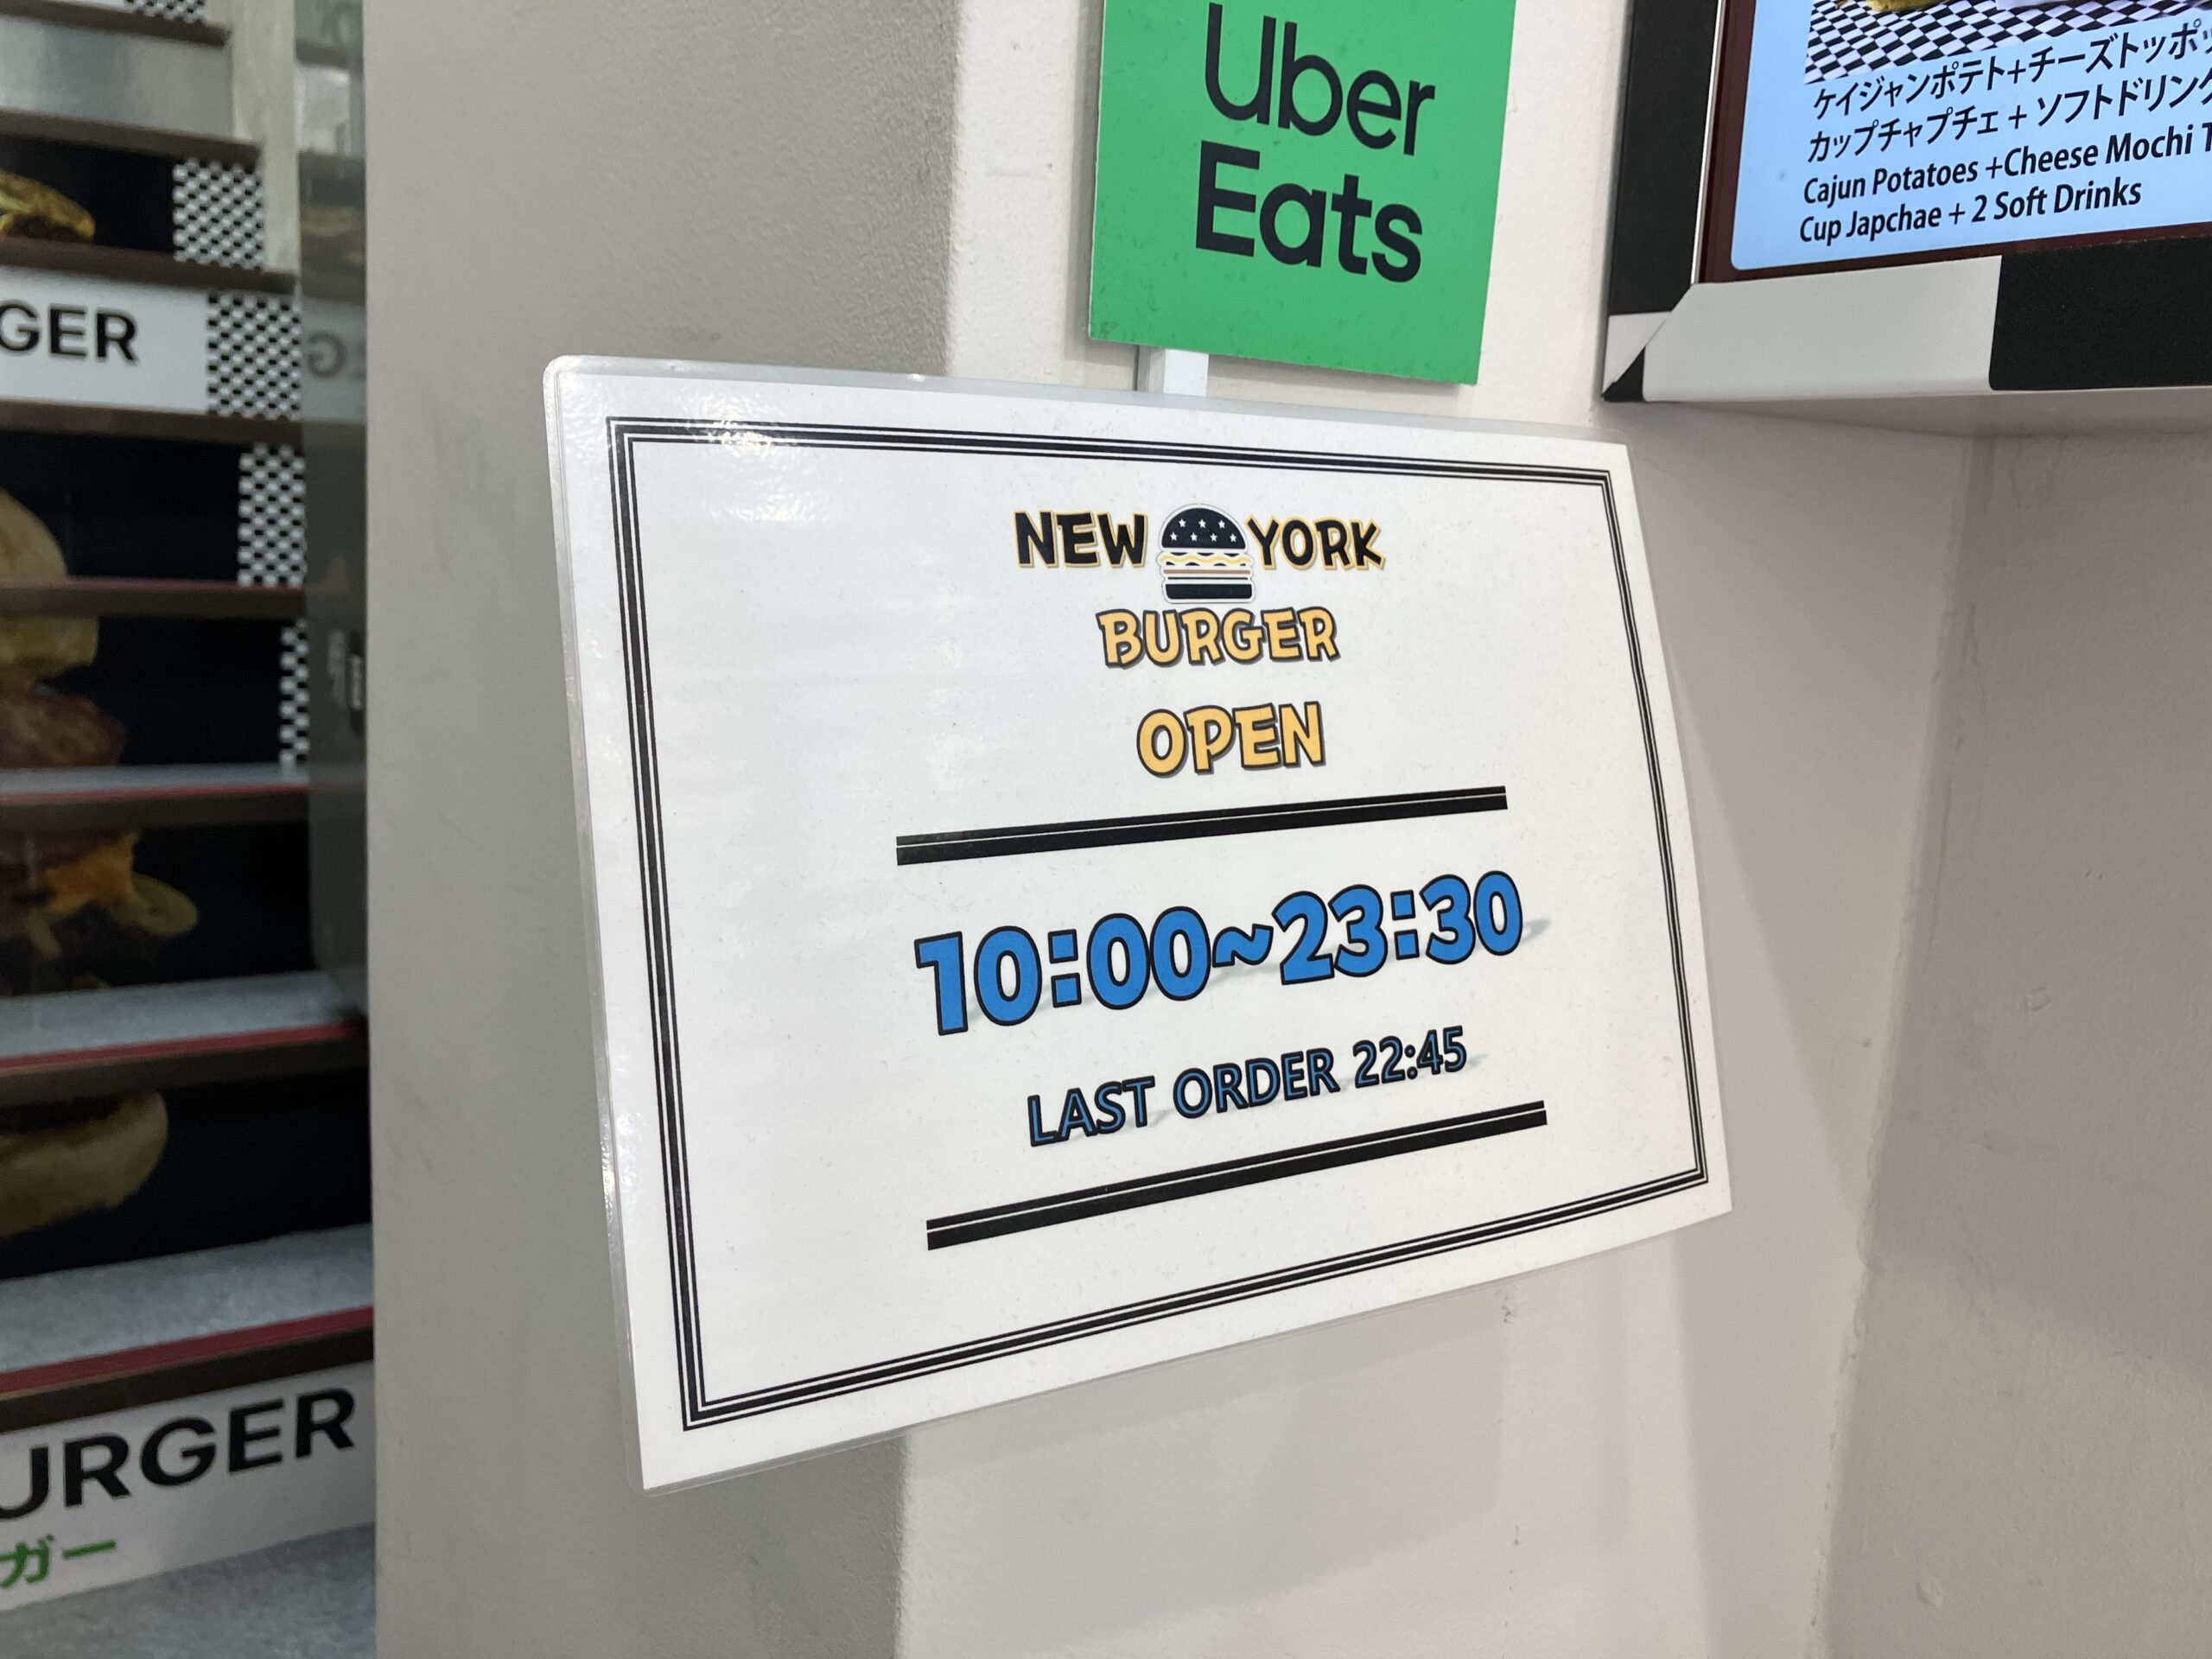 Uber
Eats
ケイジャンポテト+チーズトッポ
カップチャプチェ + ソフトドリンク
Cajun Potatoes +Cheese Mochi
Cup Japchae + 2 Soft Drinks
GER
NEW YORK
BURGER
OPEN
10:00~23:30
LAST ORDER 22:45
URGER
ガー